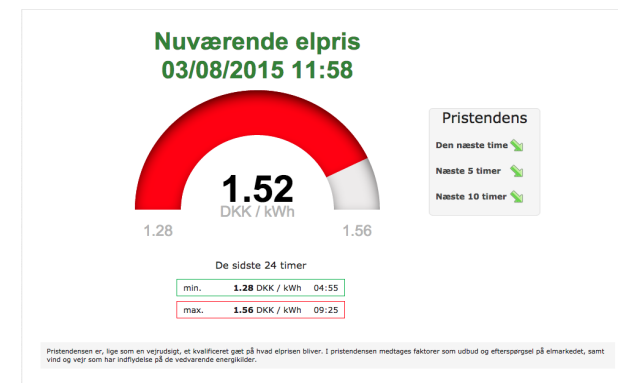 Nuværende elpris
03/08/2015 11:58
1.52
DKK / kWh
1.28
1.56
Pristendens
Den næste time
Næste 5 timer
Næste 10 timer
De sidste 24 timer
min. 1.28 DKK / kWh 04:55
max. 1.56 DKK / kWh 09:25
Pristendensen er, lige som en vejrudsigt, et kvalificeret gæt på hvad elprisen bliver. I pristendensen medtages faktorer som udbud og efterspørgsel på elmarkedet, samt
vind og vejr som har indflydelse på de vedvarende energikilder.